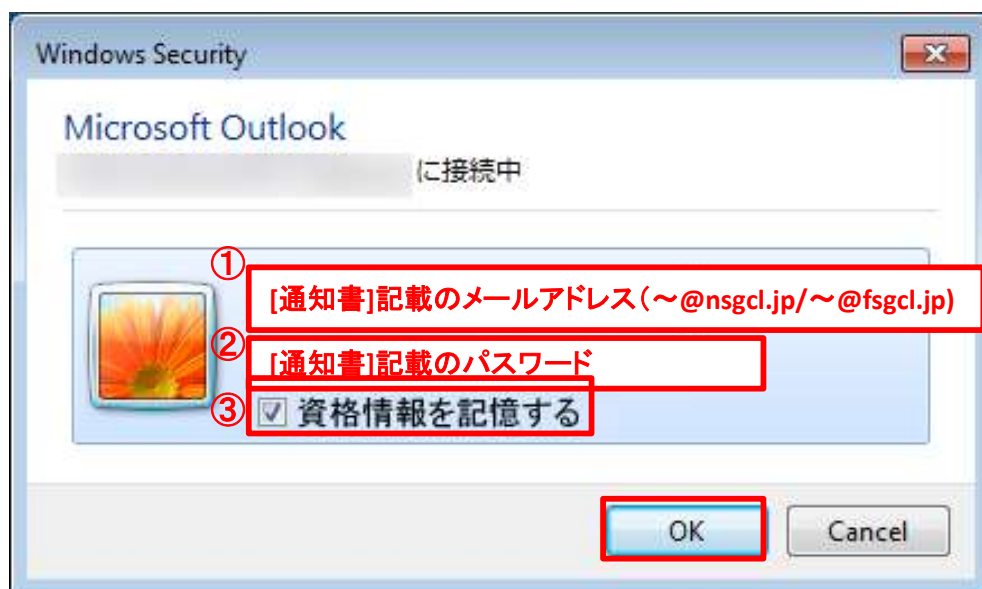 Windows Security
Microsoft Outlook
に接続中
①
[通知書]記載のメールアドレス(～@nsgcl.jp/～@fsgcl.jp)
②
[通知書]記載のパスワード
③ 資格情報を記憶する
OK Cancel